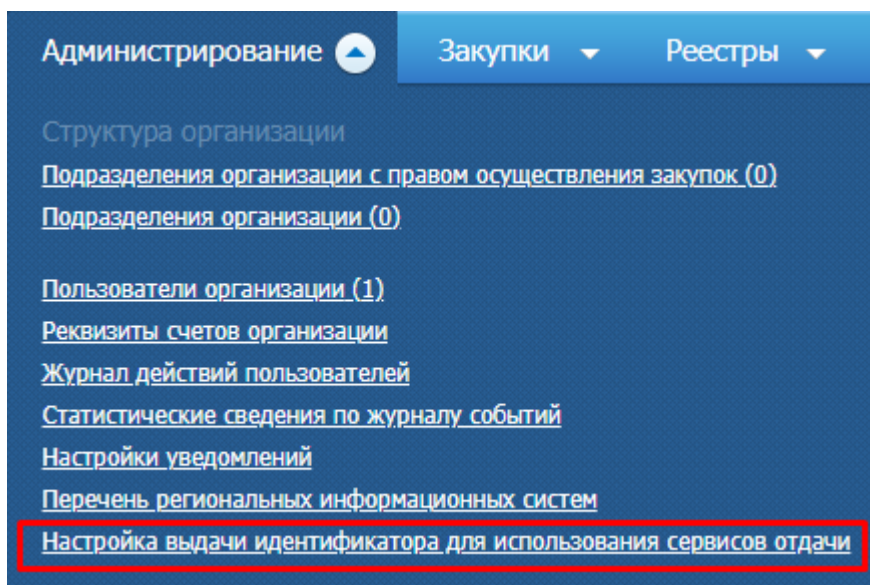 Администрирование Закупки Реестры
Структура организации
Подразделения организации с правом осуществления закупок (0)
Подразделения организации (0)
Пользователи организации (1)
Реквизиты счетов организации
Журнал действий пользователей
Статистические сведения по журналу событий
Настройки уведомлений
Перечень региональных информационных систем
Настройка выдачи идентификатора для использования сервисов отдачи